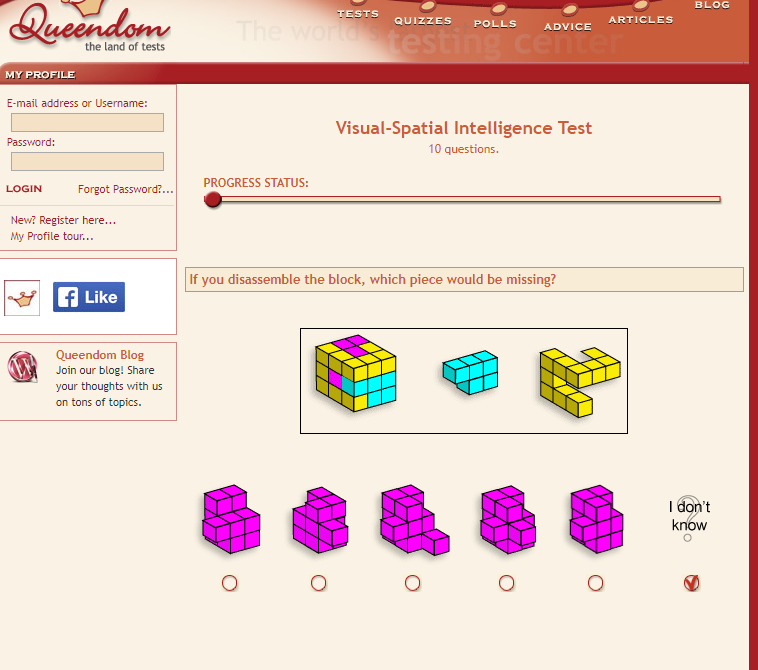 Queendom
the land of tests
The world's testing center
TESTS
QUIZZES
POLLS
ADVICE
ARTICLES
BLOG
MY PROFILE
E-mail address or Username:
Password:
LOGIN Forgot Password?...
New? Register here...
My Profile tour...
Like
Queendom Blog
Join our blog! Share
your thoughts with us
on tons of topics.
Visual-Spatial Intelligence Test
10 questions.
PROGRESS STATUS:
If you disassemble the block, which piece would be missing?
I don't
know
?